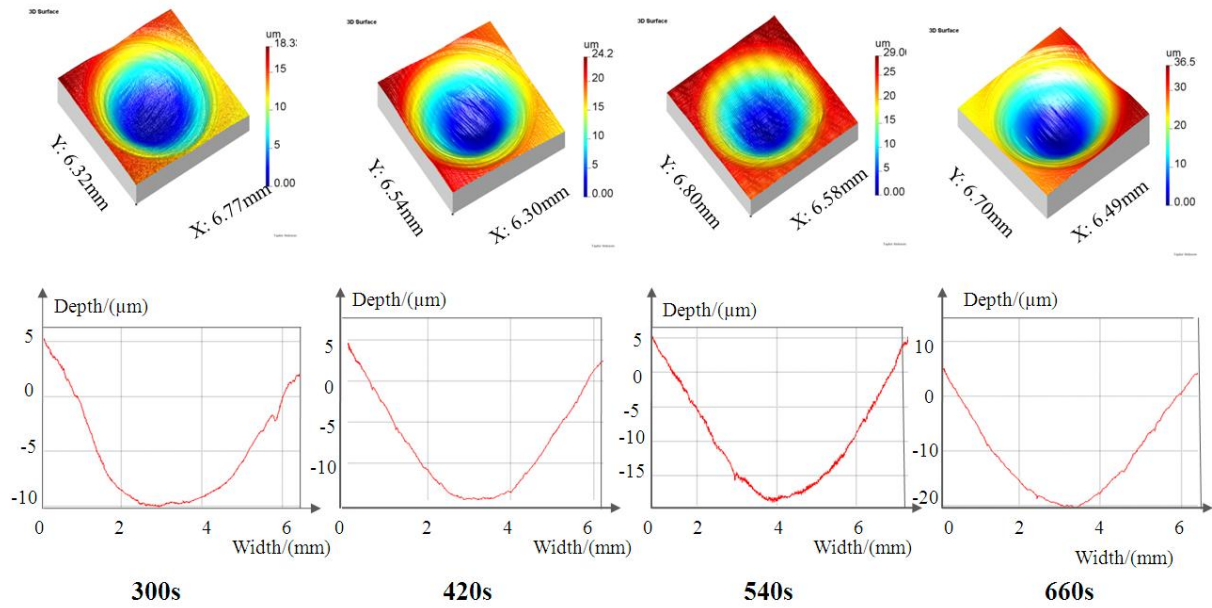 3D Surface
um
18.33
15
10
5
0.00
Y: 6.32mm
X: 6.77mm
3D Surface
um
24.2
20
15
10
5
0.00
Y: 6.54mm
X: 6.30mm
3D Surface
um
29.00
25
20
15
10
5
0.00
Y: 6.80mm
X: 6.58mm
3D Surface
um
36.5
30
20
10
0.00
Y: 6.70mm
X: 6.49mm
Depth/(µm)
5
0
-5
-10
0 2 4 6
Width/(mm)
300s
Depth/(µm)
5
0
-5
-10
0 2 4 6
Width/(mm)
420s
Depth/(µm)
5
0
-5
-10
-15
0 2 4 6
Width/(mm)
540s
Depth/(µm)
10
0
-10
-20
0 2 4 6
Width/(mm)
660s